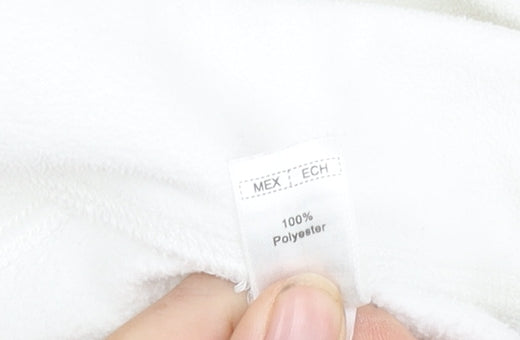 MEX ECH
100%
Polyester